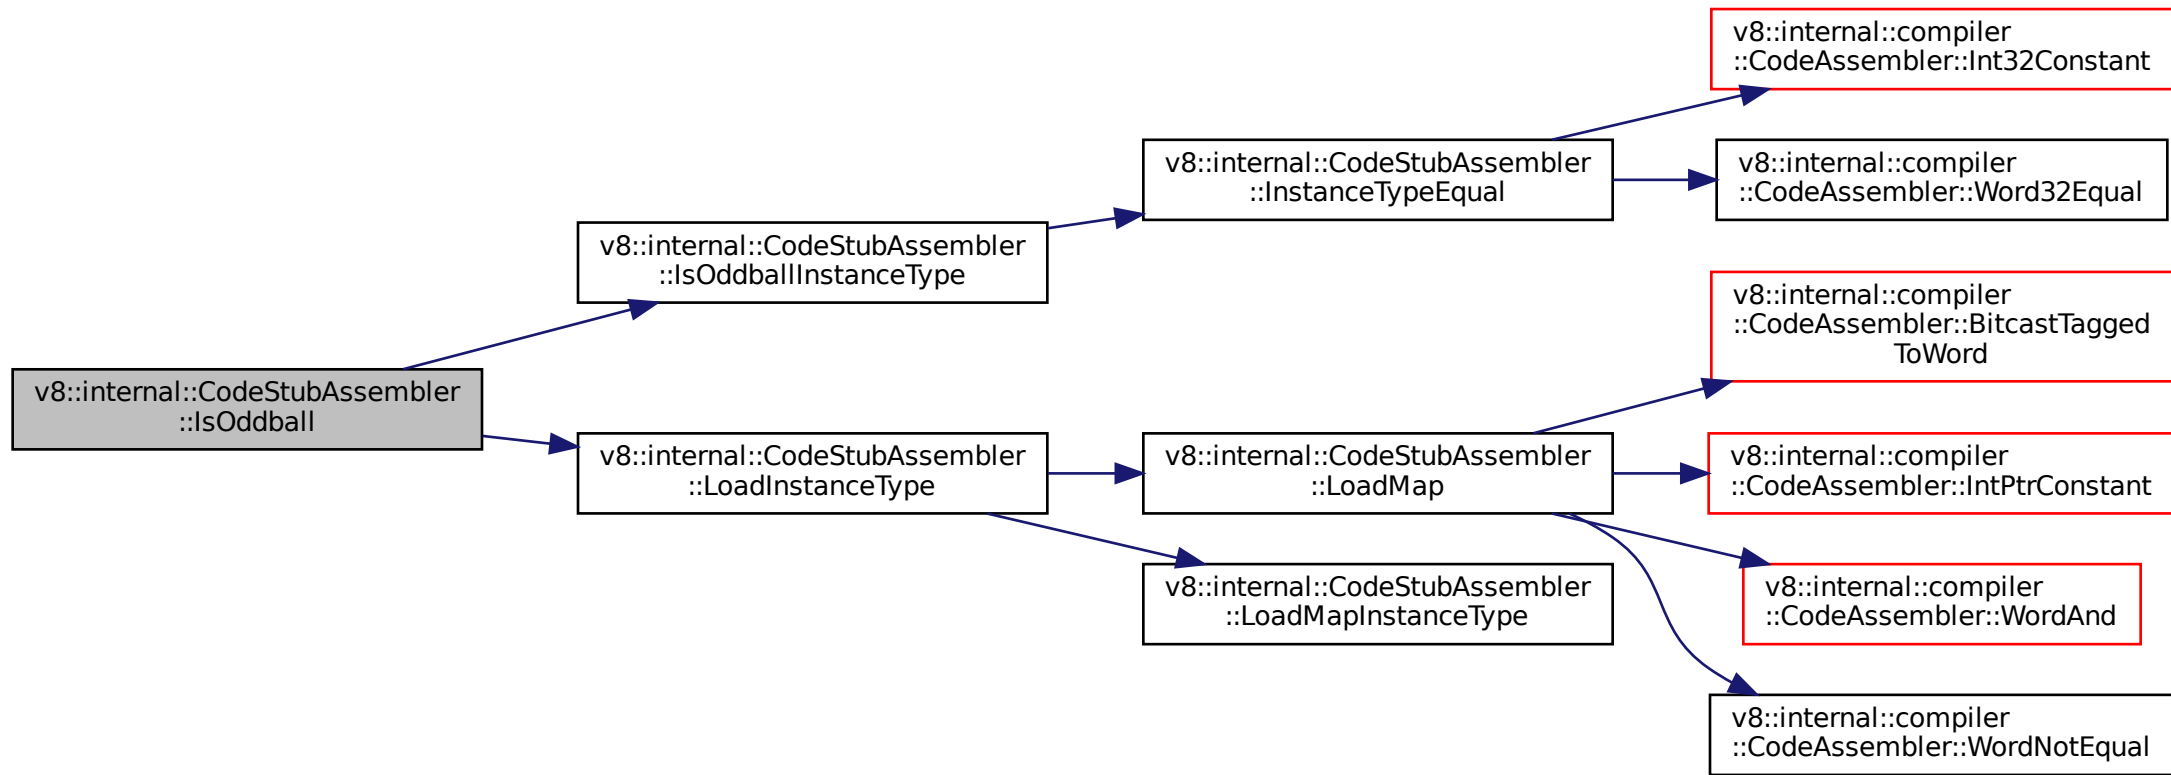 v8::internal::compiler
::CodeAssembler::Int32Constant
v8::internal::CodeStubAssembler
::InstanceTypeEqual
v8::internal::compiler
::CodeAssembler::Word32Equal
v8::internal::CodeStubAssembler
::IsOddballInstanceType
v8::internal::compiler
::CodeAssembler::BitcastTagged
ToWord
v8::internal::CodeStubAssembler
::IsOddball
v8::internal::CodeStubAssembler
::LoadInstanceType
v8::internal::CodeStubAssembler
::LoadMap
v8::internal::compiler
::CodeAssembler::IntPtrConstant
v8::internal::CodeStubAssembler
::LoadMapInstanceType
v8::internal::compiler
::CodeAssembler::WordAnd
v8::internal::compiler
::CodeAssembler::WordNotEqual